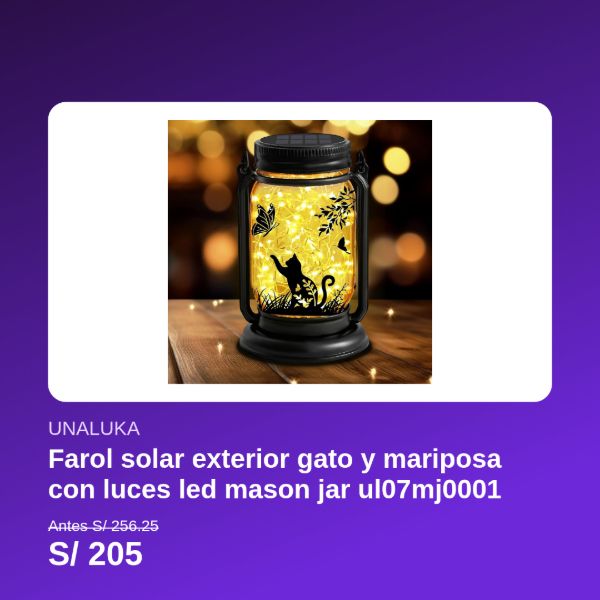 UNALUKA
Farol solar exterior gato y mariposa
con luces led mason jar ul07mj0001
Antes S/ 256.25
S/ 205